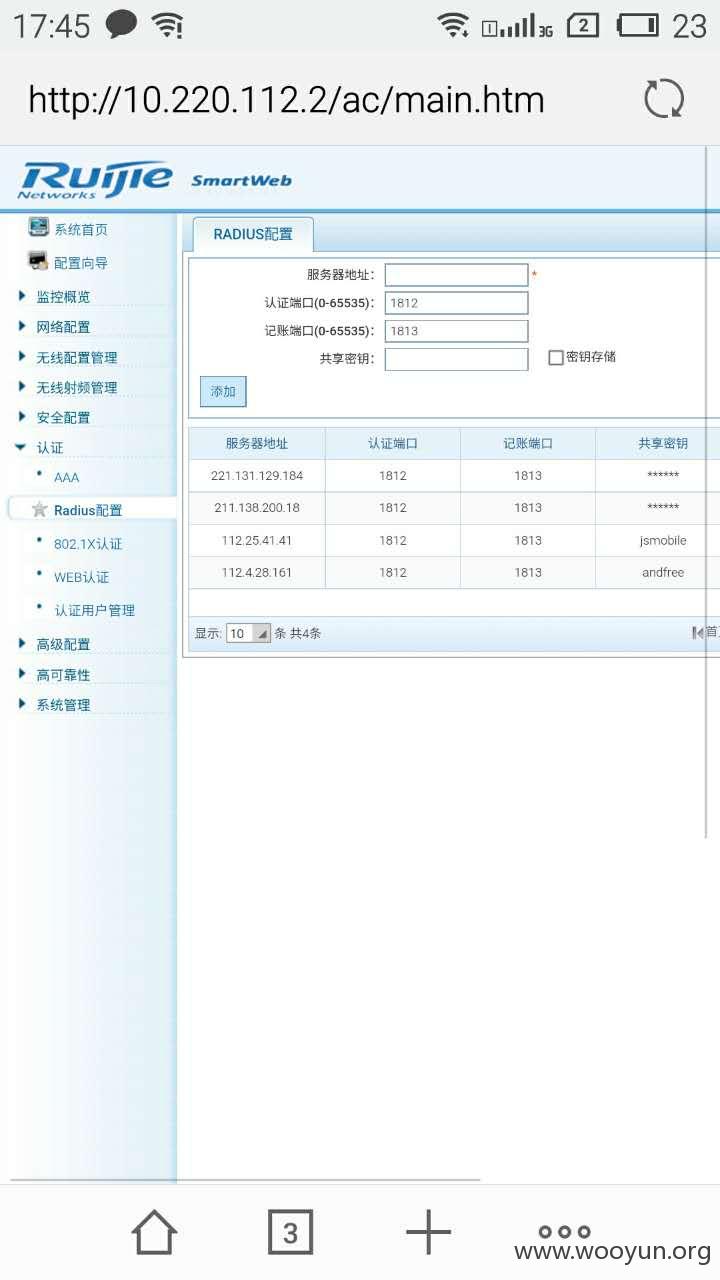 17:45
3G
2
23
http://10.220.112.2/ac/main.htm
Ruijie
Networks
SmartWeb
系统首页
配置向导
监控概览
网络配置
无线配置管理
无线射频管理
安全配置
认证
AAA
Radius配置
802.1X认证
WEB认证
认证用户管理
高级配置
高可靠性
系统管理
RADIUS配置
服务器地址： *
认证端口(0-65535)： 1812
记账端口(0-65535)： 1813
共享密钥： 密钥存储
添加
服务器地址 认证端口 记账端口 共享密钥
221.131.129.184 1812 1813 ******
211.138.200.18 1812 1813 ******
112.25.41.41 1812 1813 jsmobile
112.4.28.161 1812 1813 andfree
显示: 10 条 共4条 首
3
www.wooyun.org